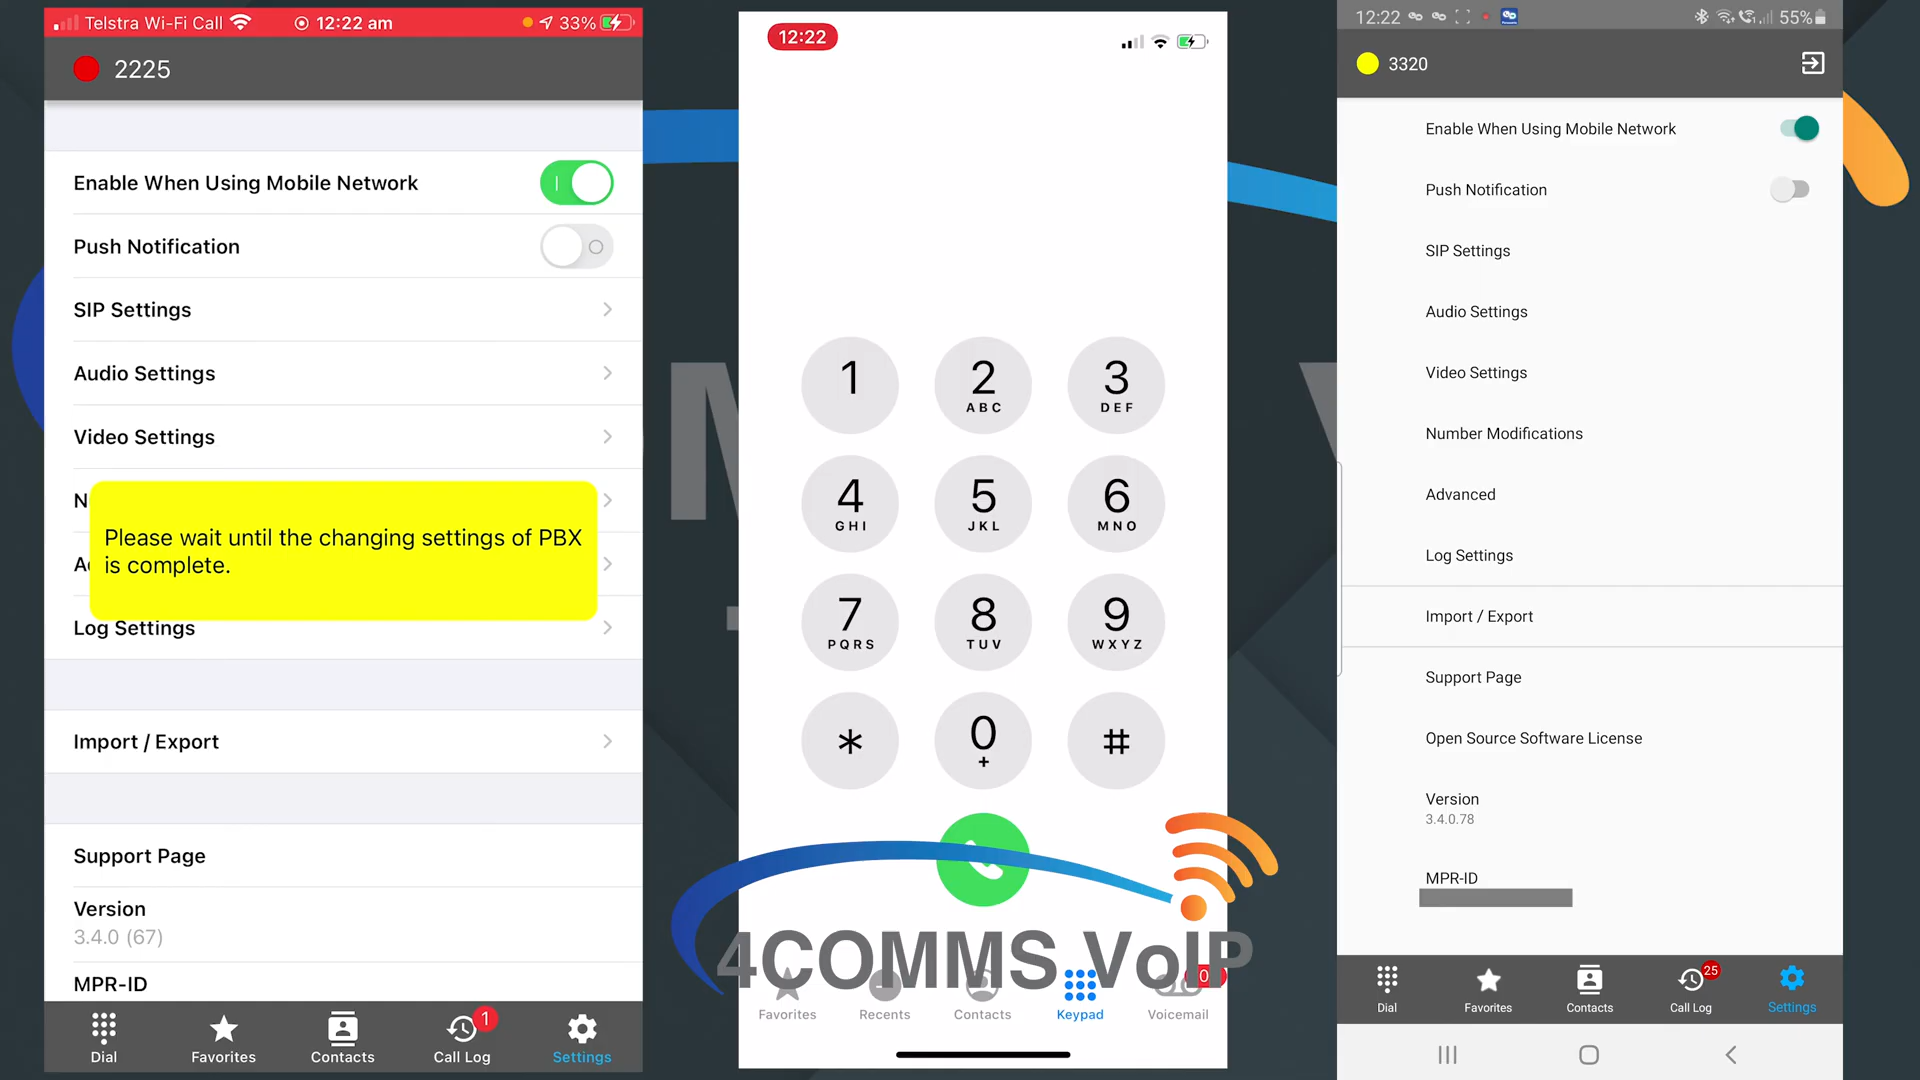 Telstra Wi-Fi Call
12:22 am
33%
2225
Enable When Using Mobile Network
Push Notification
SIP Settings
Audio Settings
Video Settings
N
Please wait until the changing settings of PBX
is complete.
Log Settings
Import / Export
Support Page
Version
3.4.0 (67)
MPR-ID
1
Dial
Favorites
Contacts
Call Log
Settings
12:22
1
2
ABC
3
DEF
4
GHI
5
JKL
6
MNO
7
PQRS
8
TUV
9
WXYZ
*
0
+
#
4COMMS VoIP
Favorites
Recents
Contacts
Keypad
Voicemail
12:22
55%
3320
Enable When Using Mobile Network
Push Notification
SIP Settings
Audio Settings
Video Settings
Number Modifications
Advanced
Log Settings
Import / Export
Support Page
Open Source Software License
Version
3.4.0.78
MPR-ID
25
Dial
Favorites
Contacts
Call Log
Settings